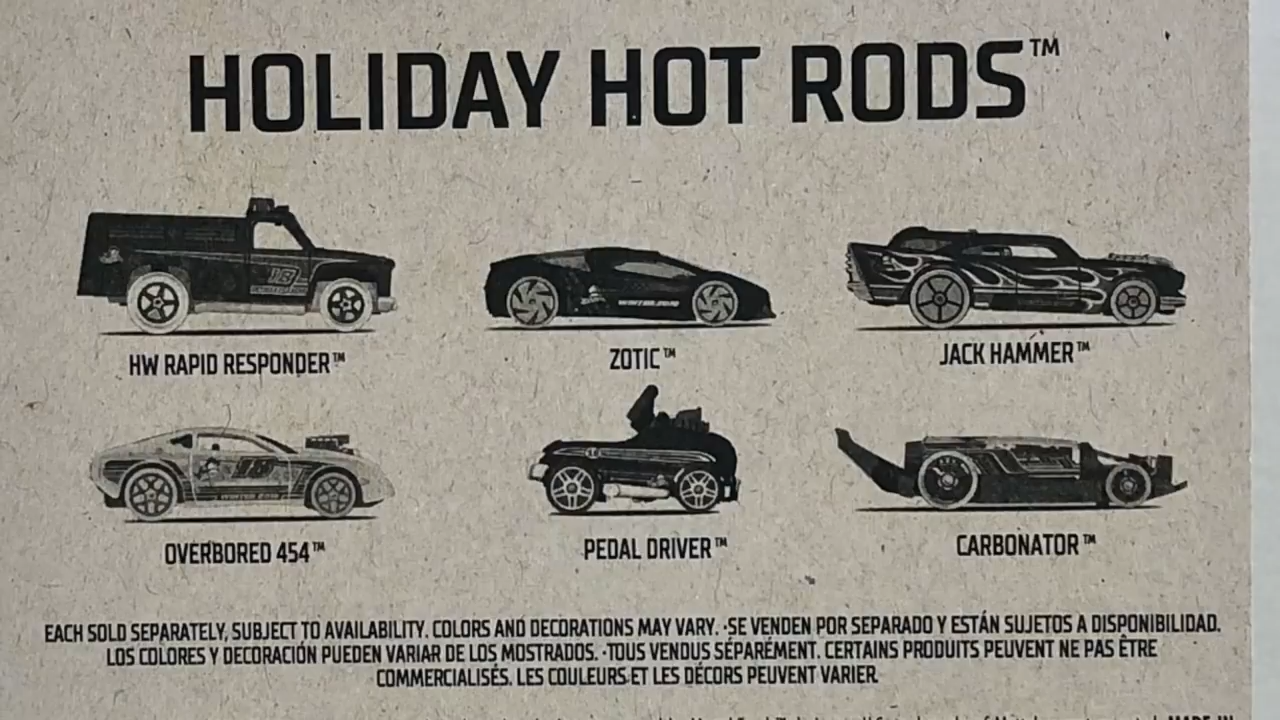 HOLIDAY HOT RODS™
HW RAPID RESPONDER™
ZOTIC™
JACK HAMMER™
OVERBORED 454™
PEDAL DRIVER™
CARBONATOR™
EACH SOLD SEPARATELY, SUBJECT TO AVAILABILITY. COLORS AND DECORATIONS MAY VARY. •SE VENDEN POR SEPARADO Y ESTÁN SUJETOS A DISPONIBILIDAD.
LOS COLORES Y DECORACIÓN PUEDEN VARIAR DE LOS MOSTRADOS. •TOUS VENDUS SÉPARÉMENT. CERTAINS PRODUITS PEUVENT NE PAS ÊTRE
COMMERCIALISÉS. LES COULEURS ET LES DÉCORS PEUVENT VARIER.
MADE IN